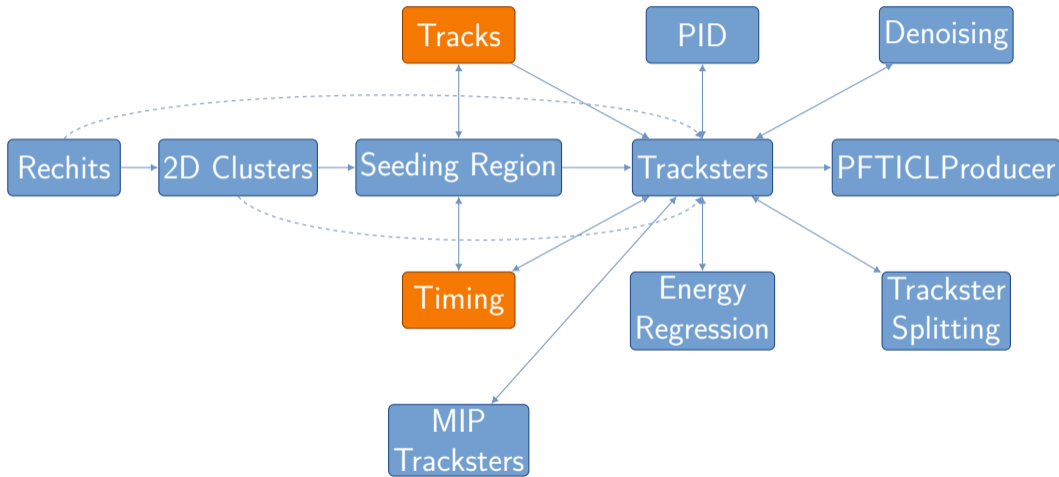 Tracks
PID
Denoising
Rechits
2D Clusters
Seeding Region
Tracksters
PFTICLProducer
Timing
Energy
Regression
Trackster
Splitting
MIP
Tracksters